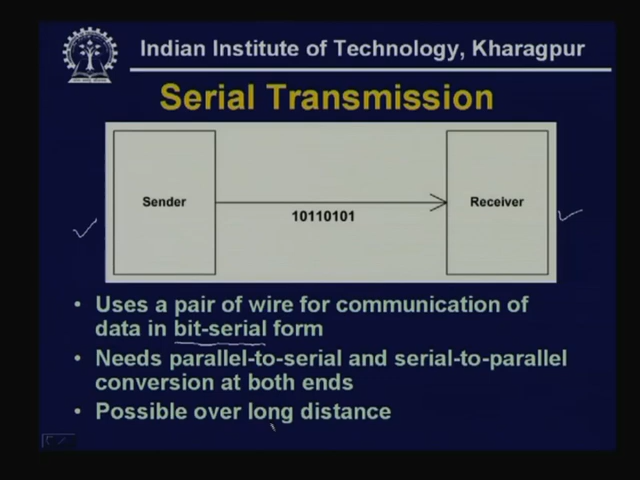 Indian Institute of Technology, Kharagpur
Serial Transmission
Sender
10110101
Receiver
• Uses a pair of wire for communication of
data in bit-serial form
• Needs parallel-to-serial and serial-to-parallel
conversion at both ends
• Possible over long distance